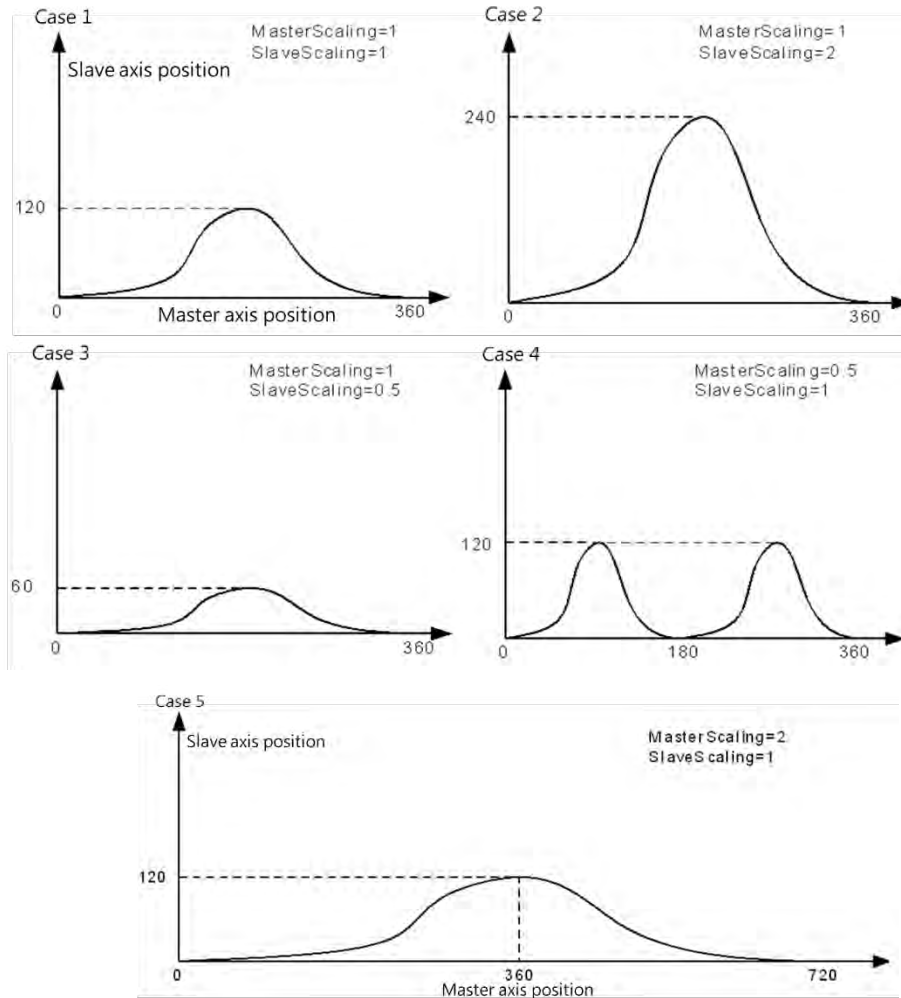 Case 1
MasterScaling=1
SlaveScaling=1
Slave axis position
120
0
Master axis position
360
Case 2
MasterScaling=1
SlaveScaling=2
240
0
360
Case 3
MasterScaling=1
SlaveScaling=0.5
60
0
360
Case 4
MasterScaling=0.5
SlaveScaling=1
120
0
180
360
Case 5
Slave axis position
MasterScaling=2
SlaveScaling=1
120
0
360
720
Master axis position